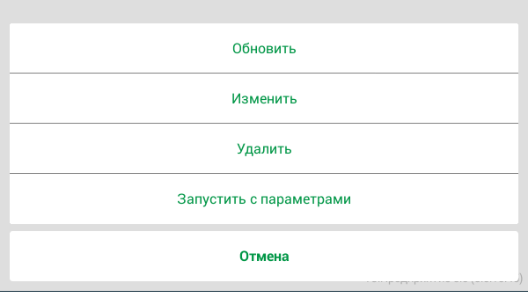 Обновить
Изменить
Удалить
Запустить с параметрами
Отмена